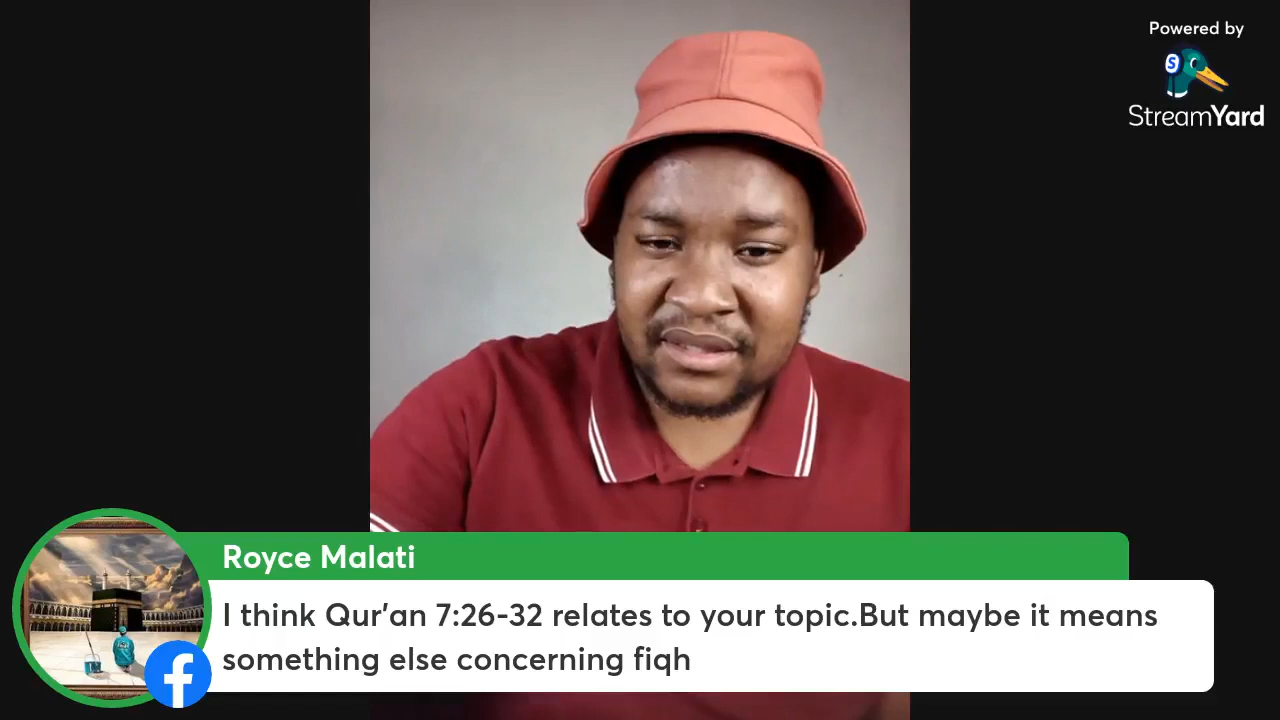 Powered by
S
StreamYard
Royce Malati
I think Qur'an 7:26-32 relates to your topic.But maybe it means
something else concerning fiqh